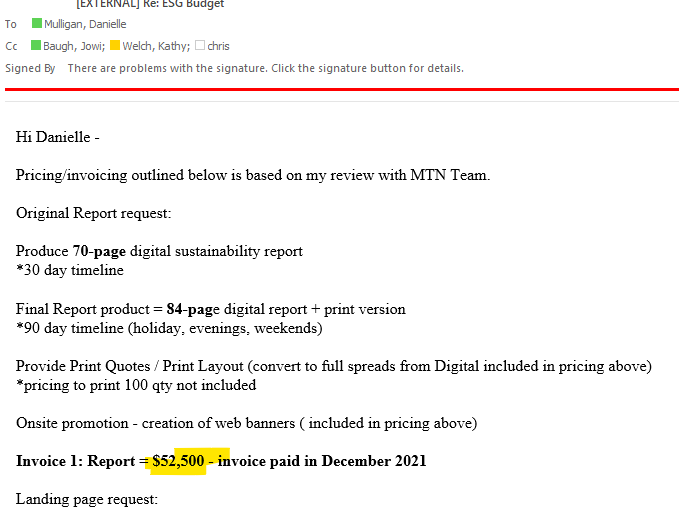 [EXTERNAL] Re: ESG Budget
To Mulligan, Danielle
Cc Baugh, Jowi; Welch, Kathy; chris
Signed By There are problems with the signature. Click the signature button for details.
Hi Danielle -
Pricing/invoicing outlined below is based on my review with MTN Team.
Original Report request:
Produce 70-page digital sustainability report
*30 day timeline
Final Report product = 84-page digital report + print version
*90 day timeline (holiday, evenings, weekends)
Provide Print Quotes / Print Layout (convert to full spreads from Digital included in pricing above)
*pricing to print 100 qty not included
Onsite promotion - creation of web banners ( included in pricing above)
Invoice 1: Report = $52,500 - invoice paid in December 2021
Landing page request: